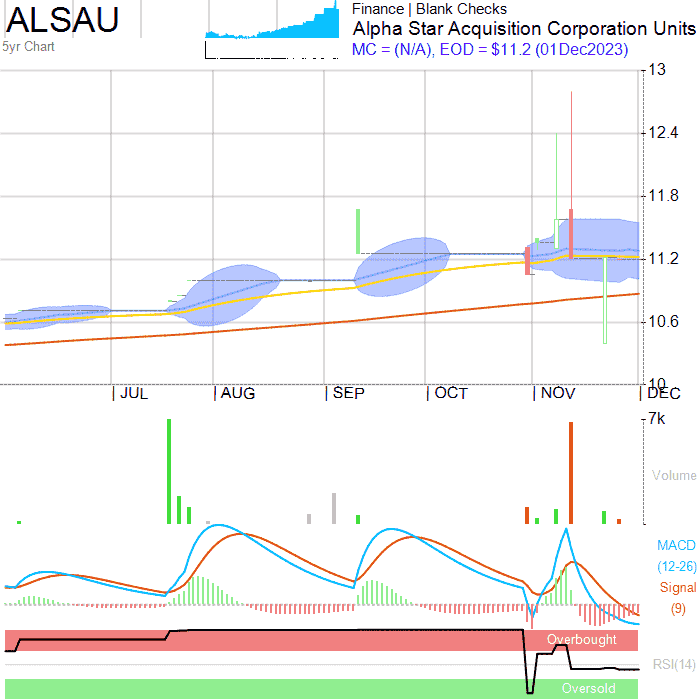 ALSAU
5yr Chart
Finance | Blank Checks
Alpha Star Acquisition Corporation Units
MC = (N/A), EOD = $11.2 (01Dec2023)
13
12.4
11.8
11.2
10.6
10
JUL AUG SEP OCT NOV DEC
7k
Volume
MACD
(12-26)
Signal
(9)
Overbought
RSI(14)
Oversold